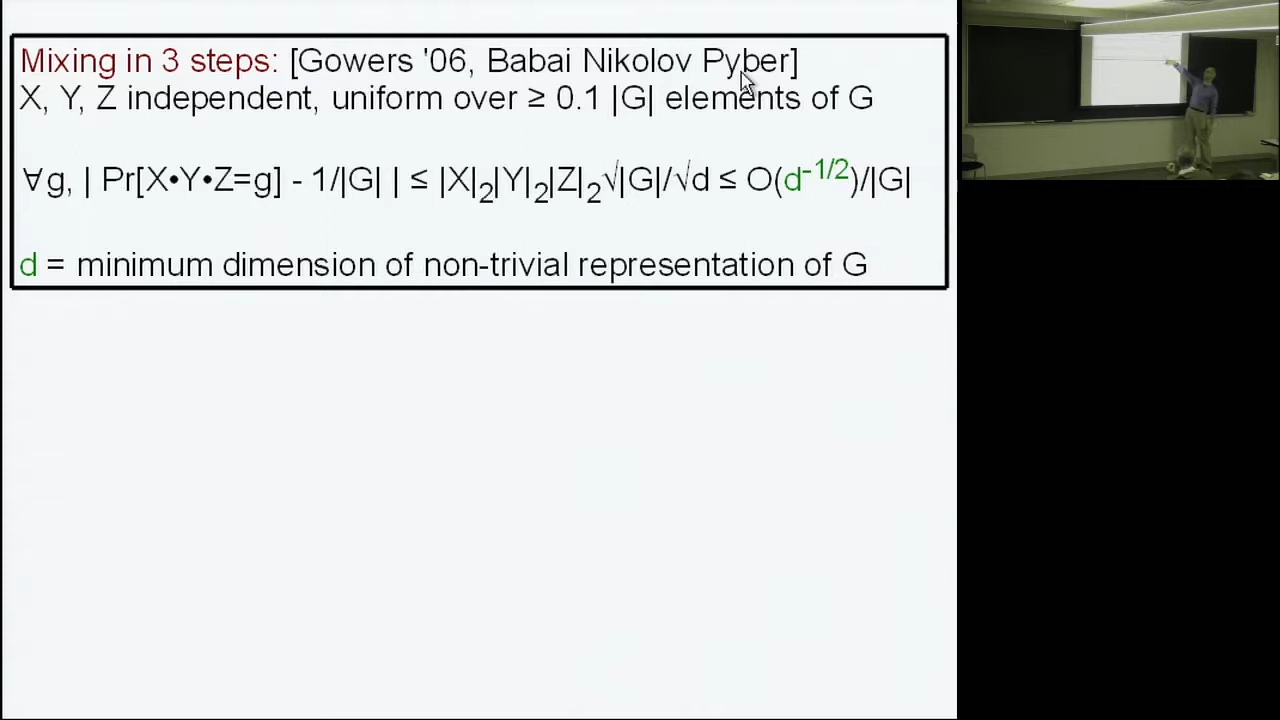 Mixing in 3 steps: [Gowers '06, Babai Nikolov Pyber]
X, Y, Z independent, uniform over ≥ 0.1 |G| elements of G
∀g, | Pr[X•Y•Z=g] - 1/|G| | ≤ |X|₂|Y|₂|Z|₂√|G|/√d ≤ O(d^-1/2)/|G|
d = minimum dimension of non-trivial representation of G